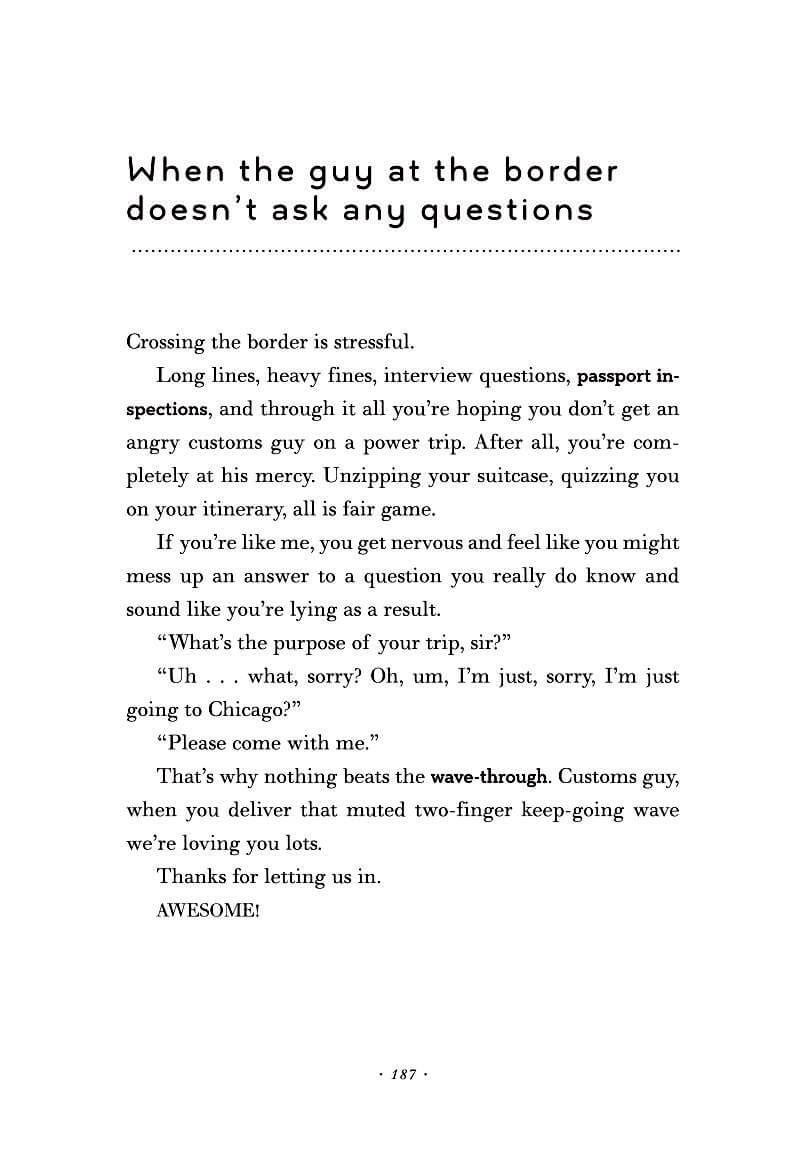 When the guy at the border
doesn't ask any questions
Crossing the border is stressful.
Long lines, heavy fines, interview questions, passport in-
spections, and through it all you're hoping you don't get an
angry customs guy on a power trip. After all, you're com-
pletely at his mercy. Unzipping your suitcase, quizzing you
on your itinerary, all is fair game.
If you're like me, you get nervous and feel like you might
mess up an answer to a question you really do know and
sound like you're lying as a result.
“What's the purpose of your trip, sir?”
“Uh . . . what, sorry? Oh, um, I'm just, sorry, I'm just
going to Chicago?”
“Please come with me.”
That's why nothing beats the wave-through. Customs guy,
when you deliver that muted two-finger keep-going wave
we're loving you lots.
Thanks for letting us in.
AWESOME!
· 187 ·